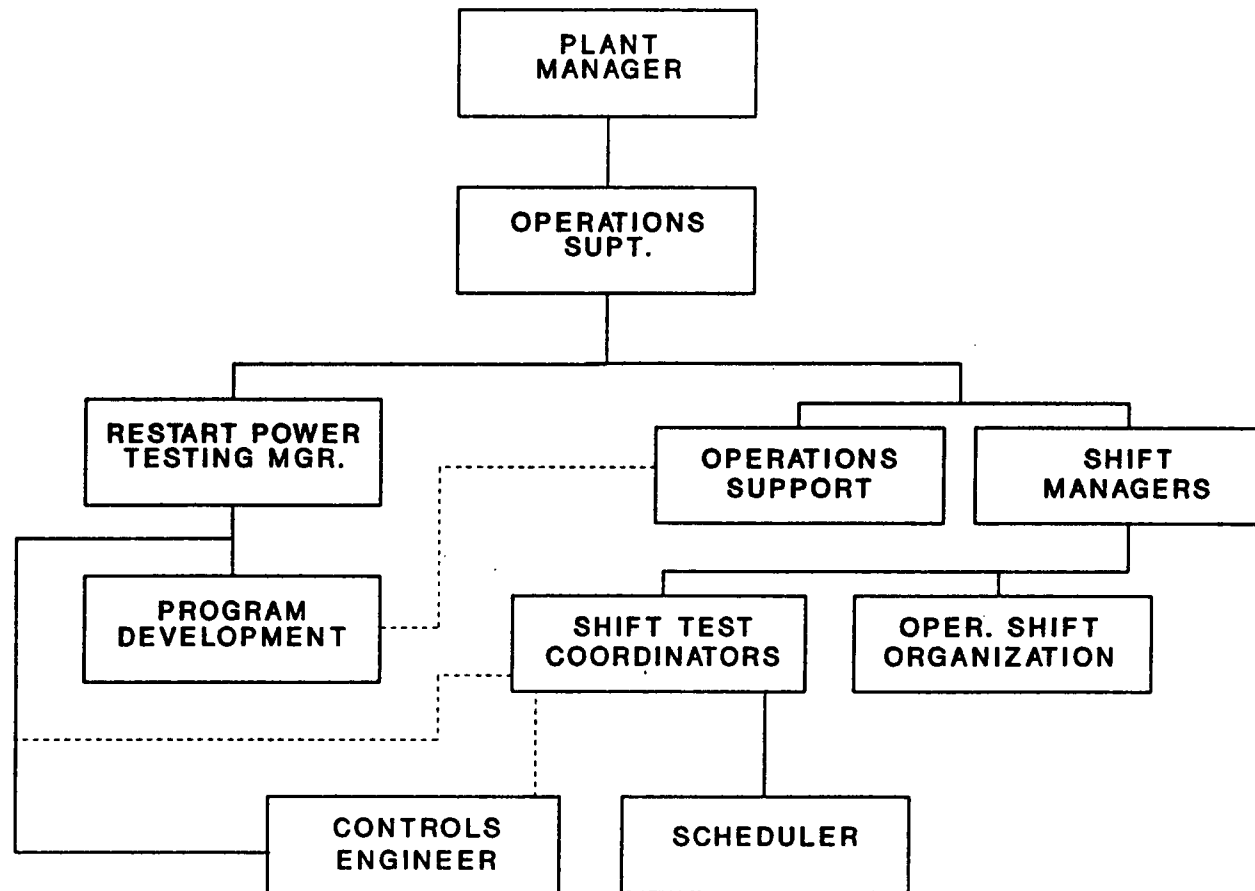 PLANT
MANAGER
OPERATIONS
SUPT.
RESTART POWER
TESTING MGR.
OPERATIONS
SUPPORT
SHIFT
MANAGERS
PROGRAM
DEVELOPMENT
SHIFT TEST
COORDINATORS
OPER. SHIFT
ORGANIZATION
CONTROLS
ENGINEER
SCHEDULER